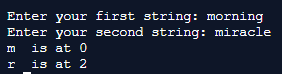 Enter your first string: morning
Enter your second string: miracle
m  is at 0
r  is at 2